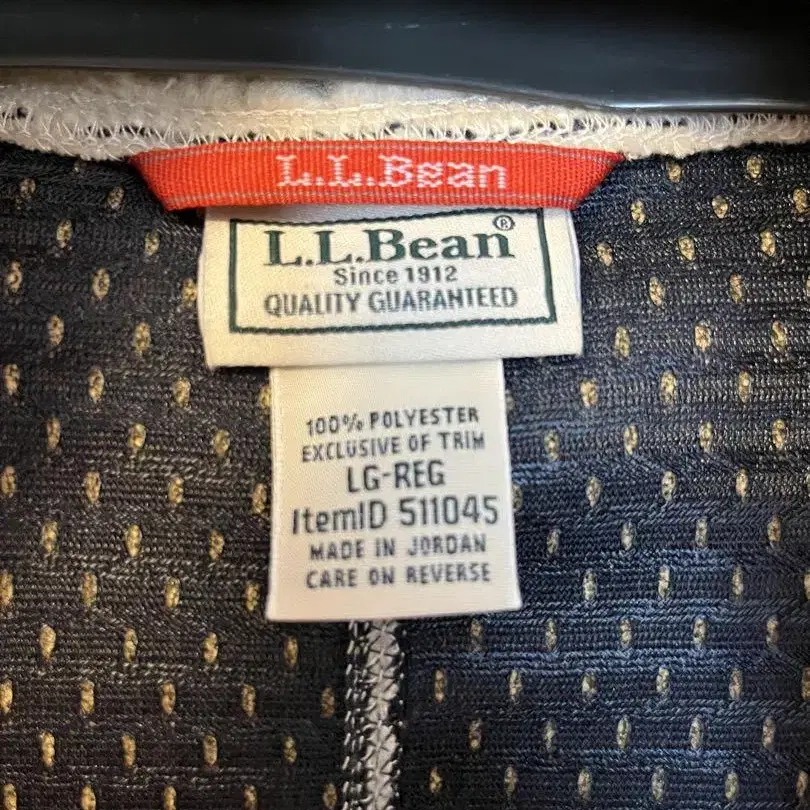 L.L.Bean
L.L.Bean®
Since 1912
QUALITY GUARANTEED
100% POLYESTER
EXCLUSIVE OF TRIM
LG-REG
ItemID 511045
MADE IN JORDAN
CARE ON REVERSE